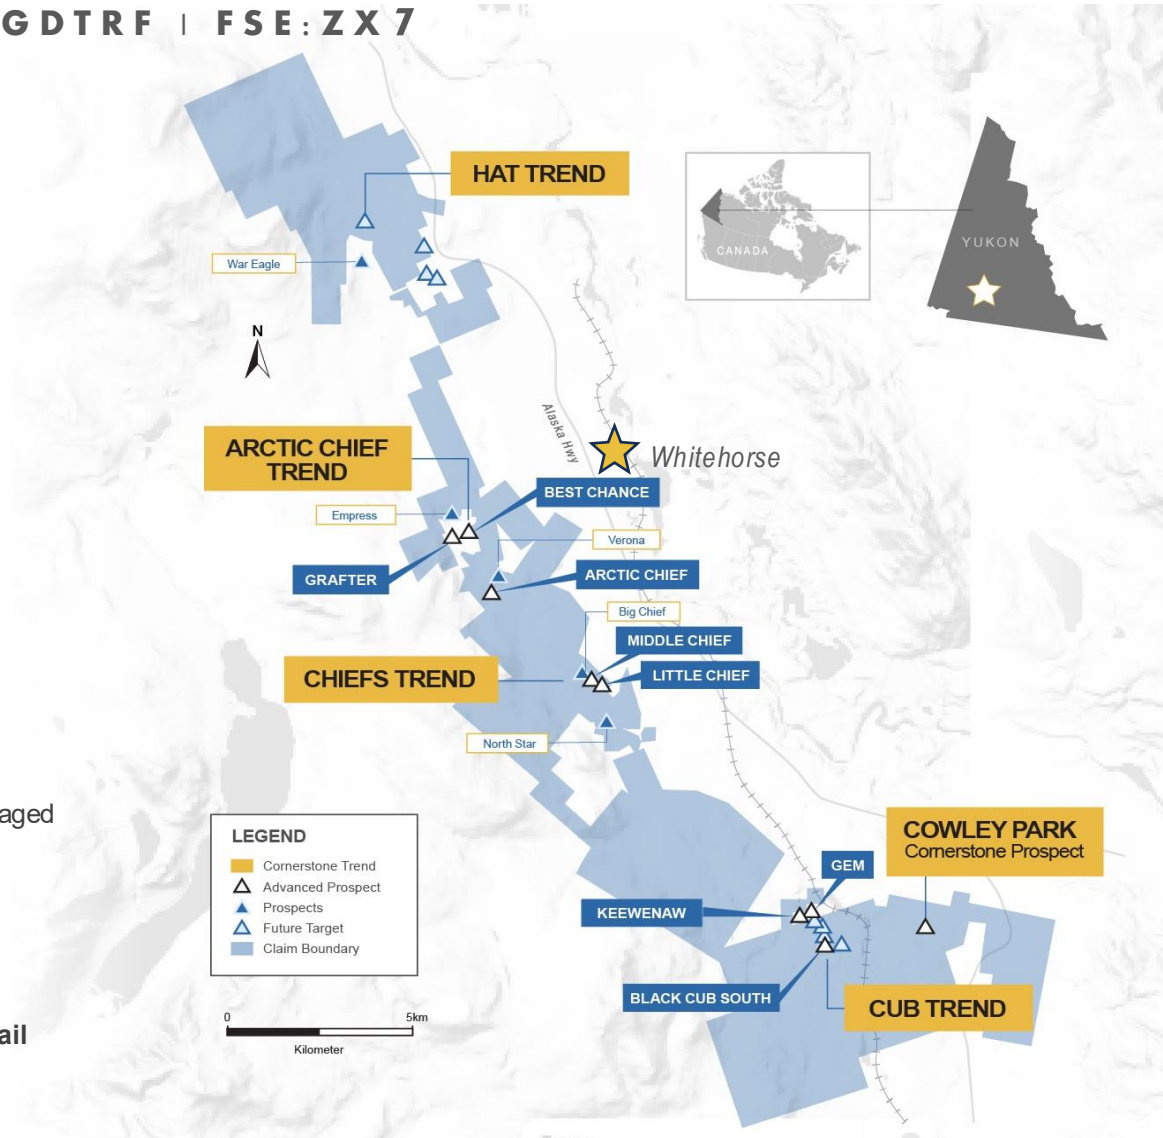 GDTRF | FSE: ZX7
HAT TREND
CANADA
YUKON
War Eagle
N
Alaska Hwy
ARCTIC CHIEF
TREND
Whitehorse
BEST CHANCE
Empress
Verona
GRAFTER
ARCTIC CHIEF
Big Chief
MIDDLE CHIEF
CHIEFS TREND
LITTLE CHIEF
North Star
aged
LEGEND
Cornerstone Trend
Advanced Prospect
Prospects
Future Target
Claim Boundary
COWLEY PARK
Cornerstone Prospect
GEM
KEEWENAW
BLACK CUB SOUTH
CUB TREND
0 5km
Kilometer
ail